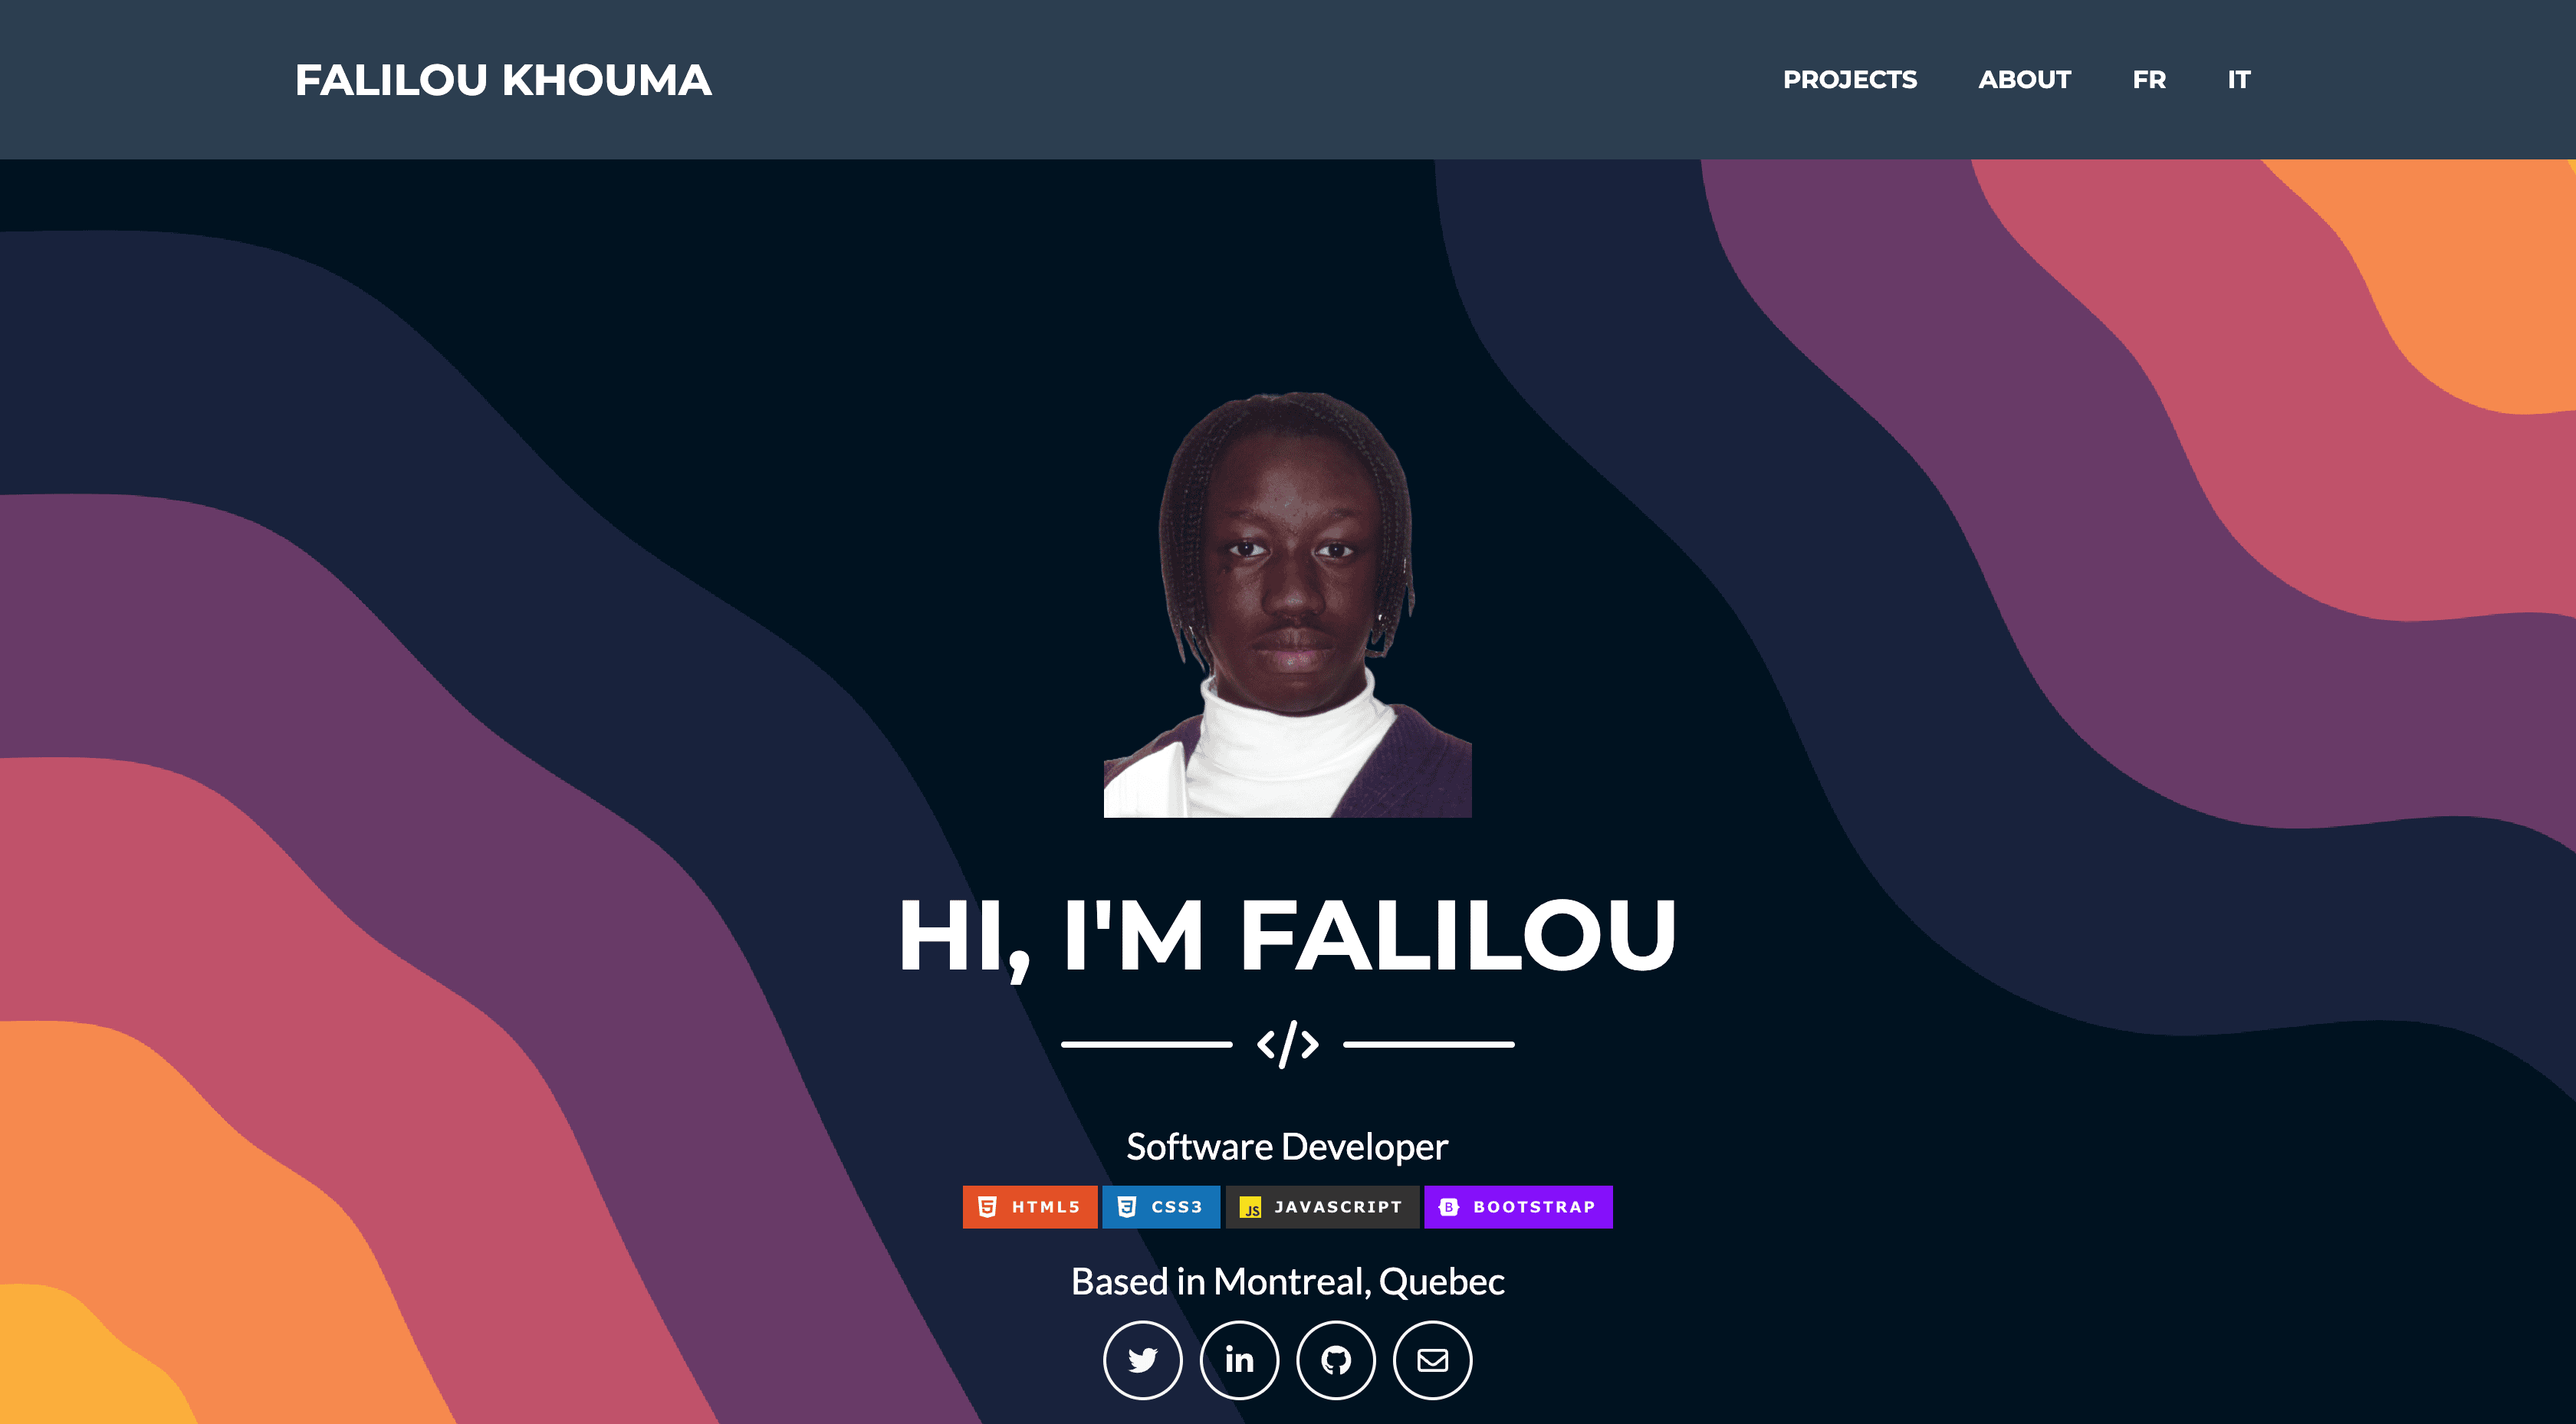 FALILOU KHOUMA
PROJECTS ABOUT FR IT
HI, I'M FALILOU
Software Developer
HTML5 CSS3 JS JAVASCRIPT B BOOTSTRAP
Based in Montreal, Quebec
in